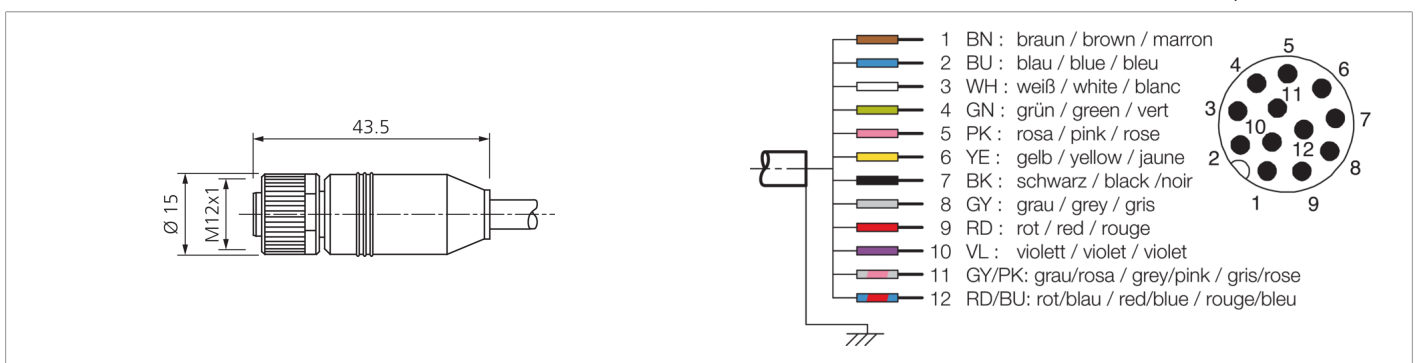 43.5
Ø 15
M12x1
1 BN : braun / brown / marron
2 BU : blau / blue / bleu
3 WH : weiß / white / blanc
4 GN : grün / green / vert
5 PK : rosa / pink / rose
6 YE : gelb / yellow / jaune
7 BK : schwarz / black /noir
8 GY : grau / grey / gris
9 RD : rot / red / rouge
10 VL : violett / violet / violet
11 GY/PK: grau/rosa / grey/pink / gris/rose
12 RD/BU: rot/blau / red/blue / rouge/bleu
5
4 6
11
3 7
10
12
2 8
1 9